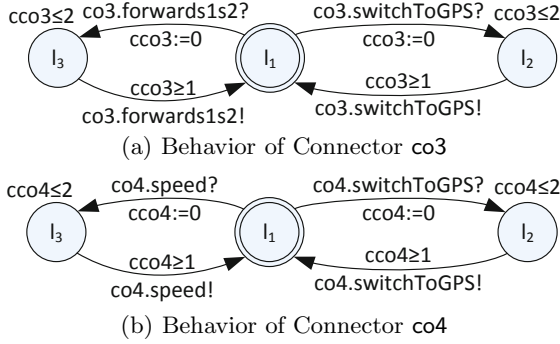 cco3≤2 co3.forwards1s2? co3.switchToGPS? cco3≤2
cco3:=0 cco3:=0
l3 l1 l2
cco3≥1 cco3≥1
co3.forwards1s2! co3.switchToGPS!
(a) Behavior of Connector co3
cco4≤2 co4.speed? co4.switchToGPS? cco4≤2
cco4:=0 cco4:=0
l3 l1 l2
cco4≥1 cco4≥1
co4.speed! co4.switchToGPS!
(b) Behavior of Connector co4